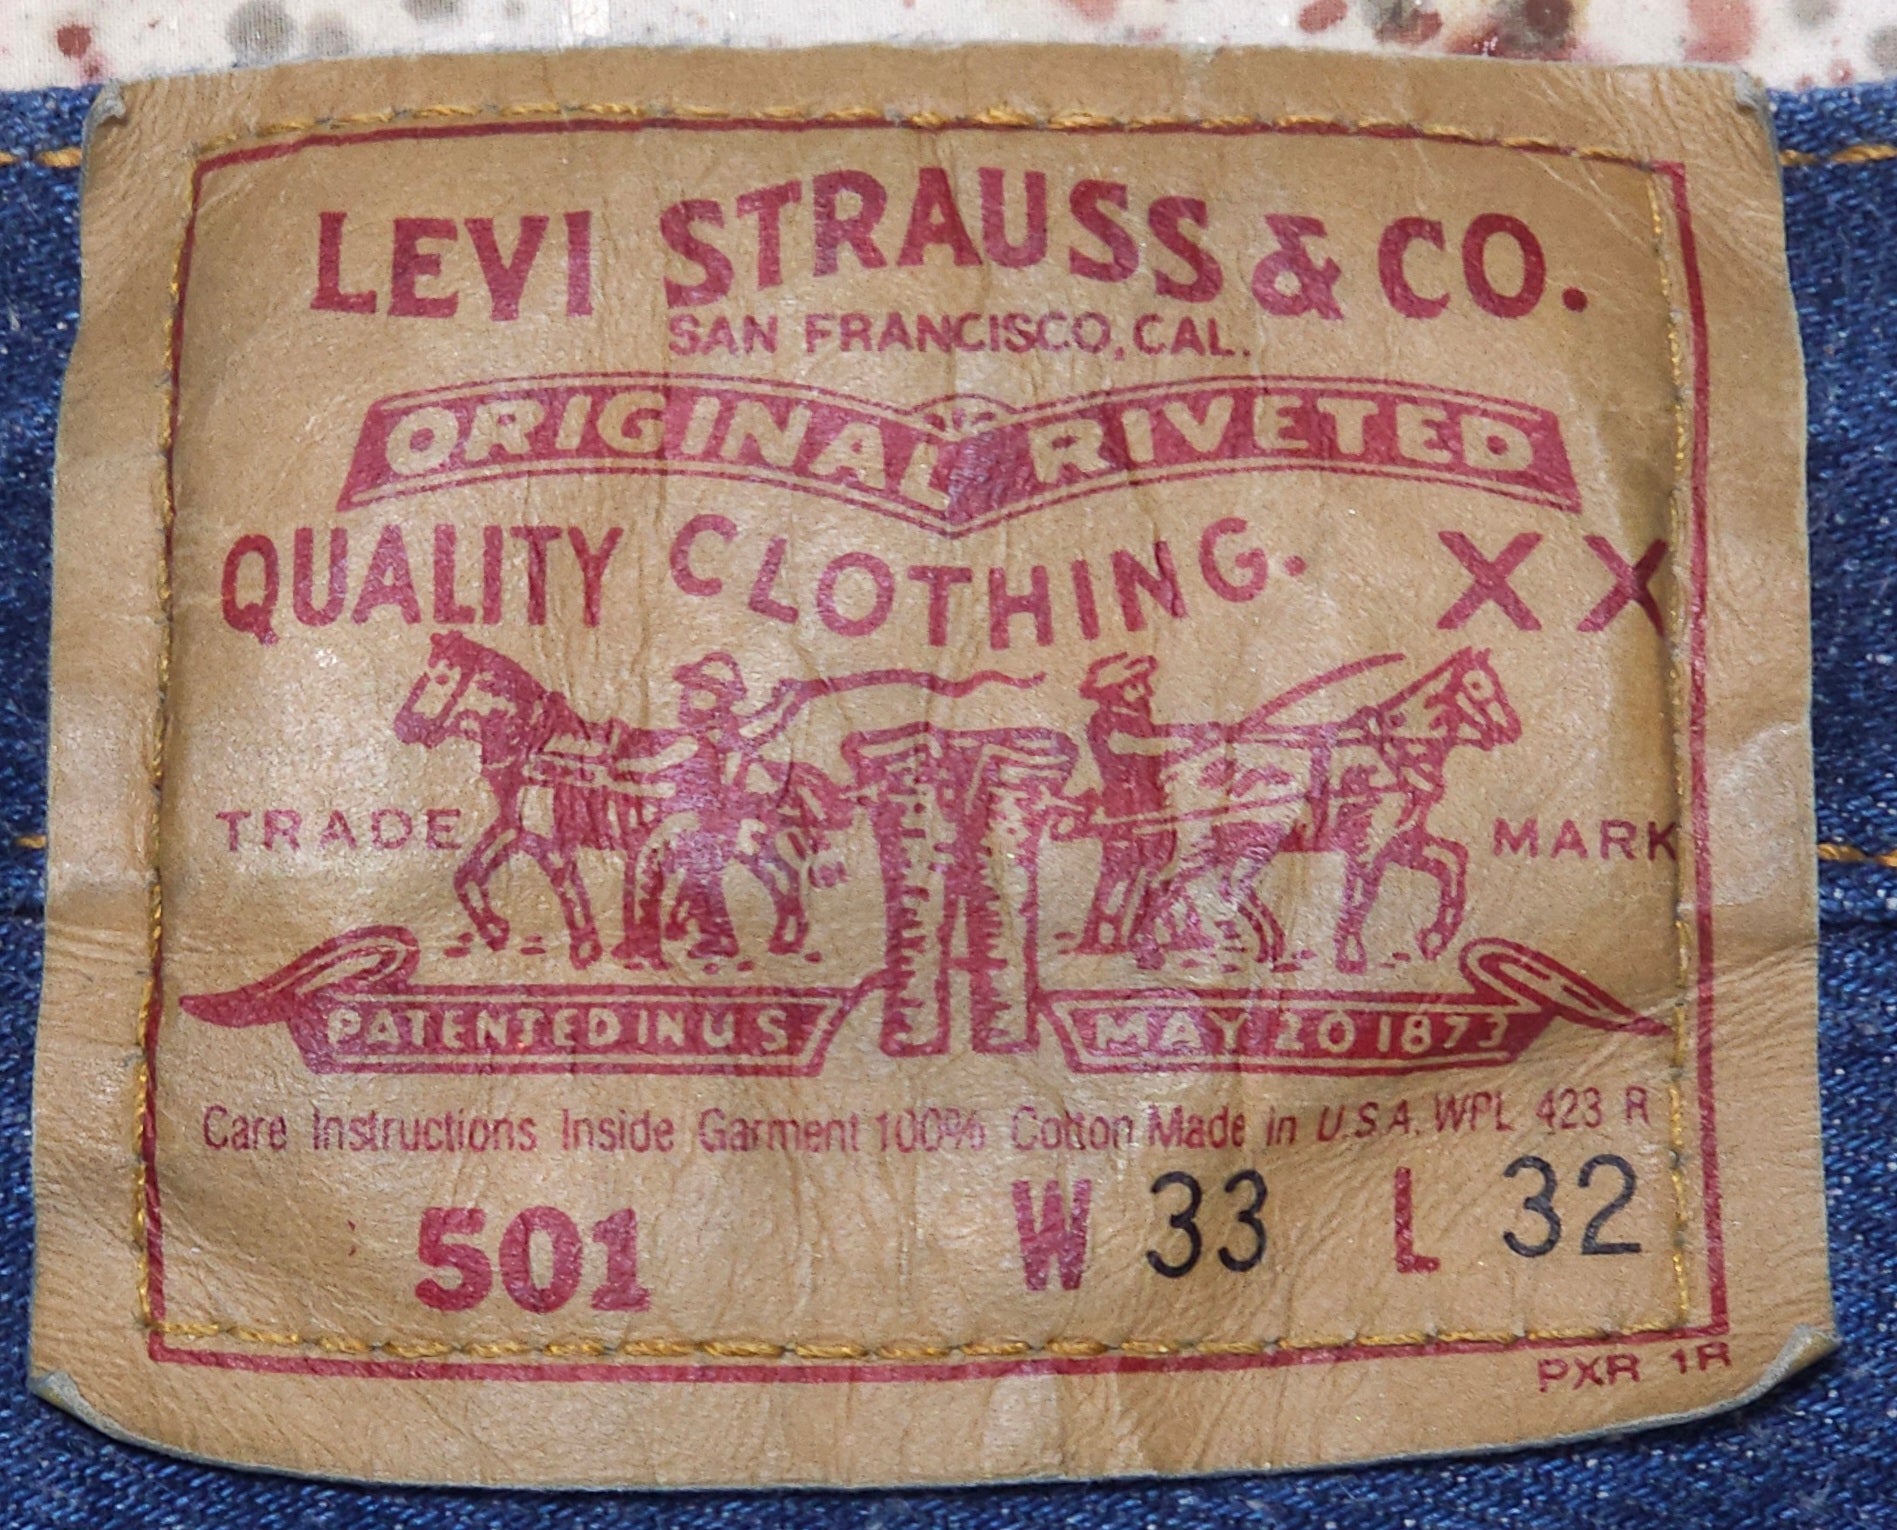 LEVI STRAUSS & CO.
SAN FRANCISCO, CAL.
ORIGINAL RIVETED
QUALITY CLOTHING. XX
TRADE MARK
PATENTED IN U S MAY 20 1873
Care Instructions Inside Garment 100% Cotton Made in U.S.A. WPL 423 R
501 W 33 L 32
PXR 1R